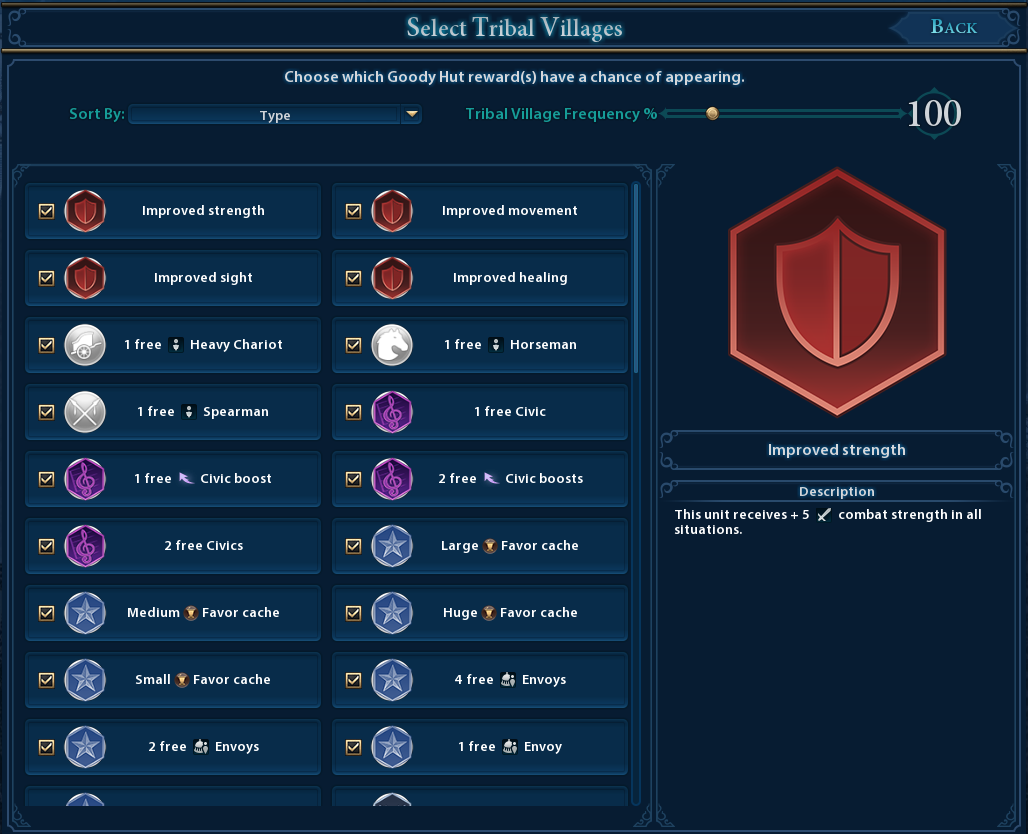 Select Tribal Villages
Back
Choose which Goody Hut reward(s) have a chance of appearing.
Sort By: Type
Tribal Village Frequency % 100
Improved strength
Improved movement
Improved sight
Improved healing
1 free Heavy Chariot
1 free Horseman
1 free Spearman
1 free Civic
1 free Civic boost
2 free Civic boosts
2 free Civics
Large Favor cache
Medium Favor cache
Huge Favor cache
Small Favor cache
4 free Envoys
2 free Envoys
1 free Envoy
Improved strength
Description
This unit receives + 5 combat strength in all
situations.